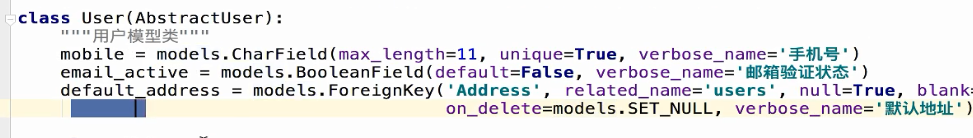 class User(AbstractUser):
"""用户模型类"""
mobile = models.CharField(max_length=11, unique=True, verbose_name='手机号')
email_active = models.BooleanField(default=False, verbose_name='邮箱验证状态')
default_address = models.ForeignKey('Address', related_name='users', null=True, blank=
on_delete=models.SET_NULL, verbose_name='默认地址')